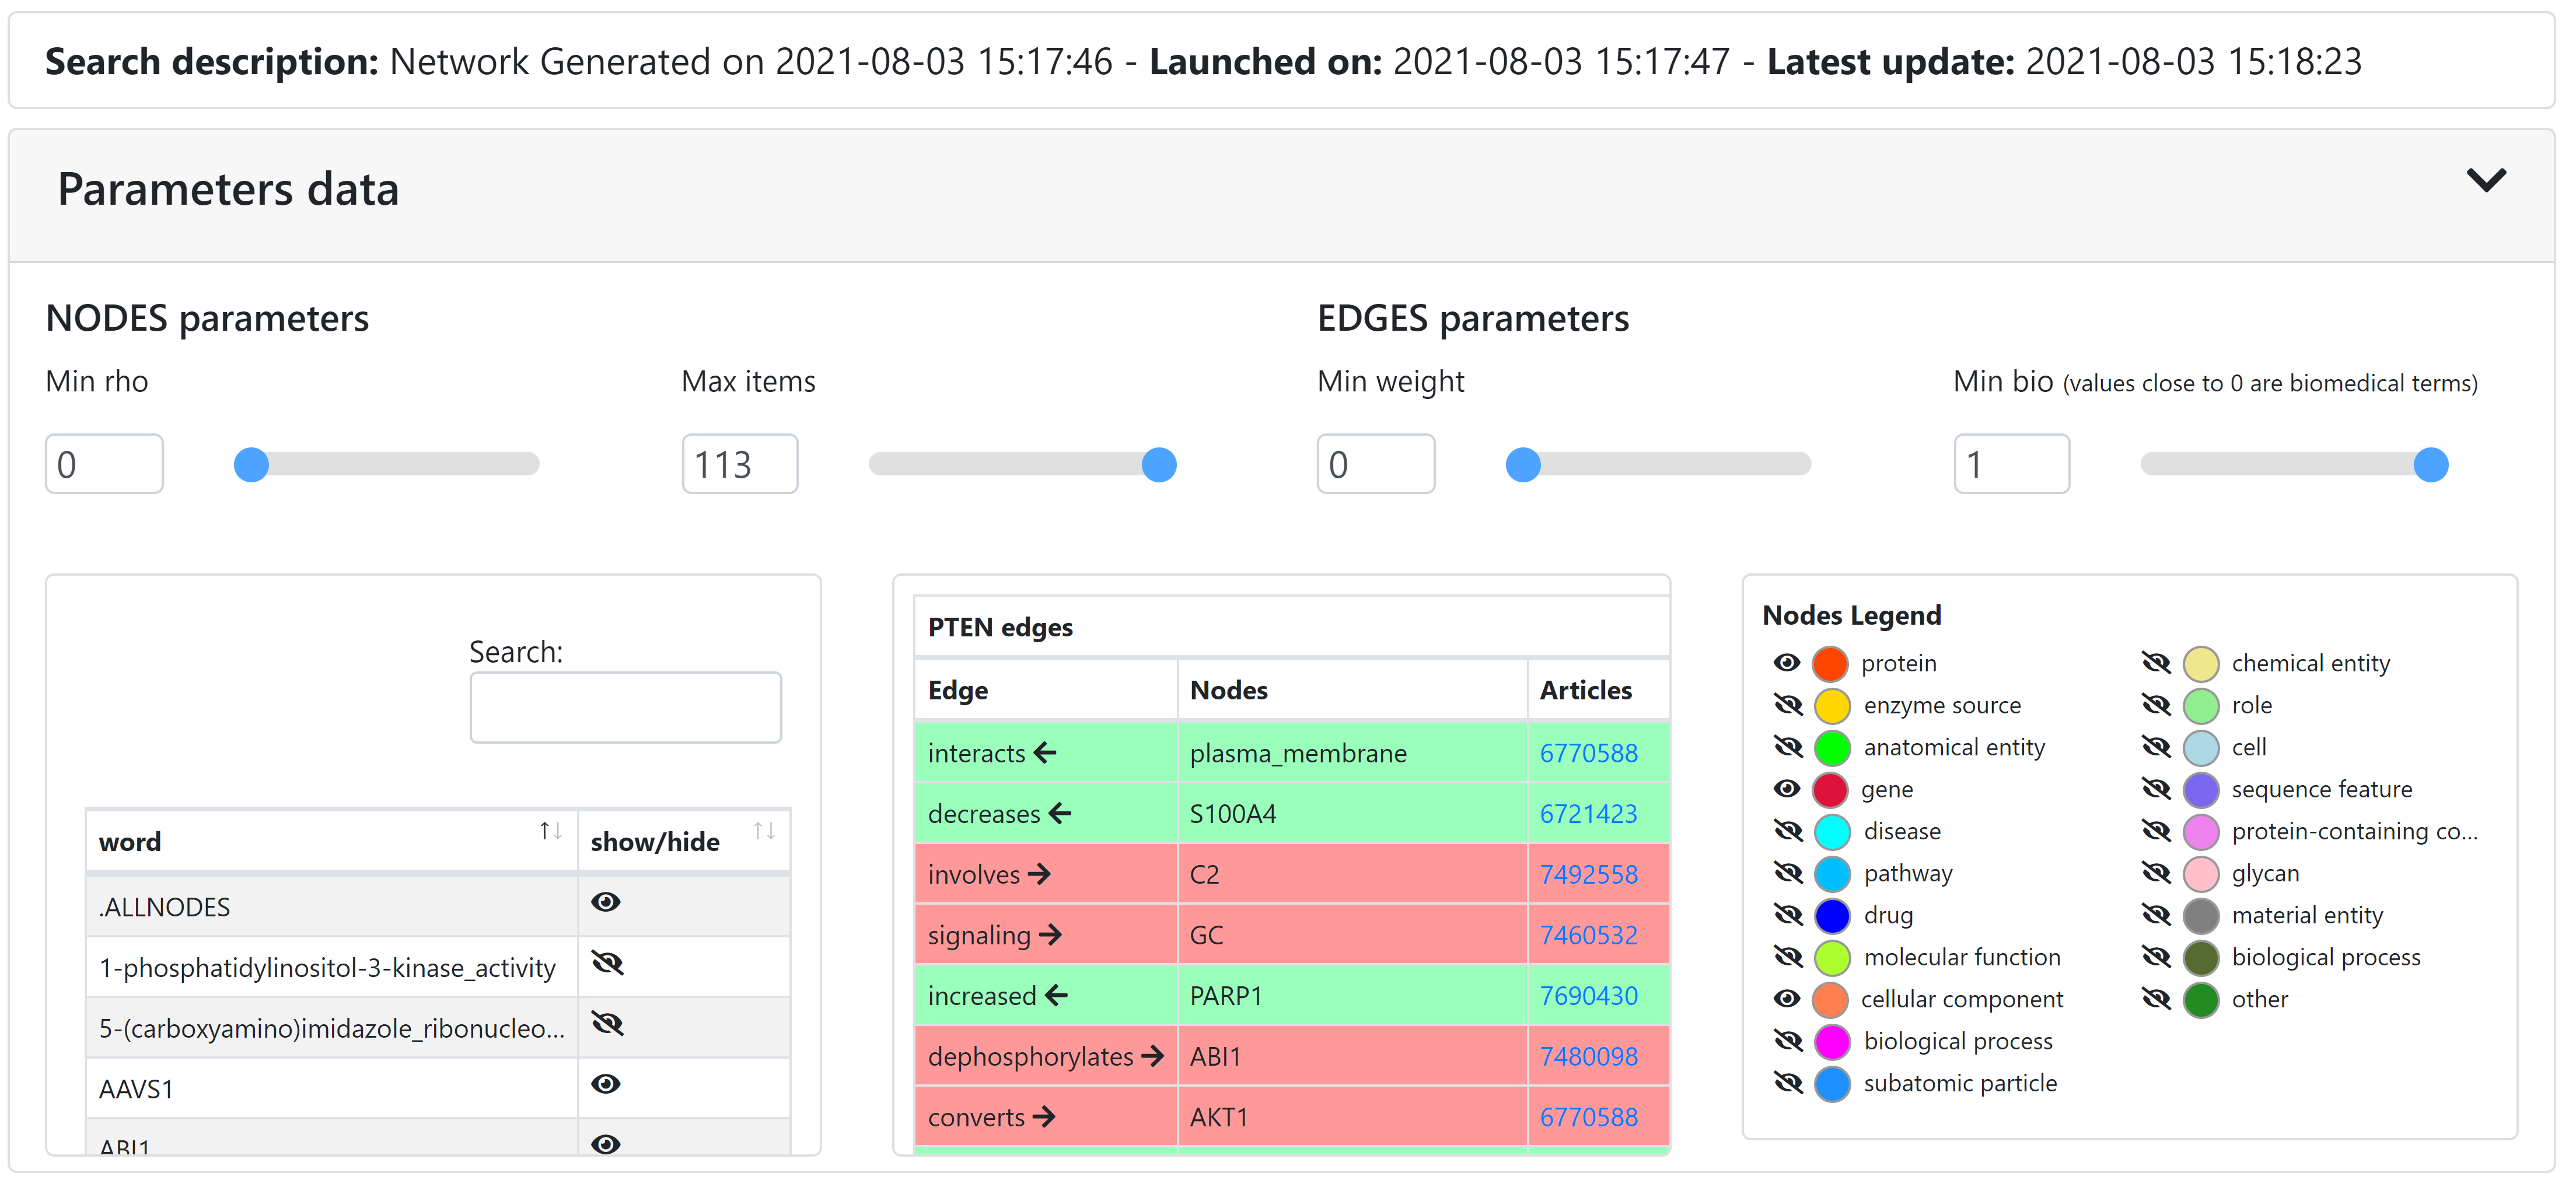 Search description: Network Generated on 2021-08-03 15:17:46 - Launched on: 2021-08-03 15:17:47 - Latest update: 2021-08-03 15:18:23
Parameters data
NODES parameters
EDGES parameters
Min rho
Max items
Min weight
Min bio (values close to 0 are biomedical terms)
0
113
0
1
Search:
word
show/hide
.ALLNODES
1-phosphatidylinositol-3-kinase_activity
5-(carboxyamino)imidazole_ribonucleo...
AAVS1
ABI1
PTEN edges
Edge Nodes Articles
interacts ← plasma_membrane 6770588
decreases ← S100A4 6721423
involves → C2 7492558
signaling → GC 7460532
increased ← PARP1 7690430
dephosphorylates → ABI1 7480098
converts → AKT1 6770588
Nodes Legend
protein
enzyme source
anatomical entity
gene
disease
pathway
drug
molecular function
cellular component
biological process
subatomic particle
chemical entity
role
cell
sequence feature
protein-containing co...
glycan
material entity
biological process
other